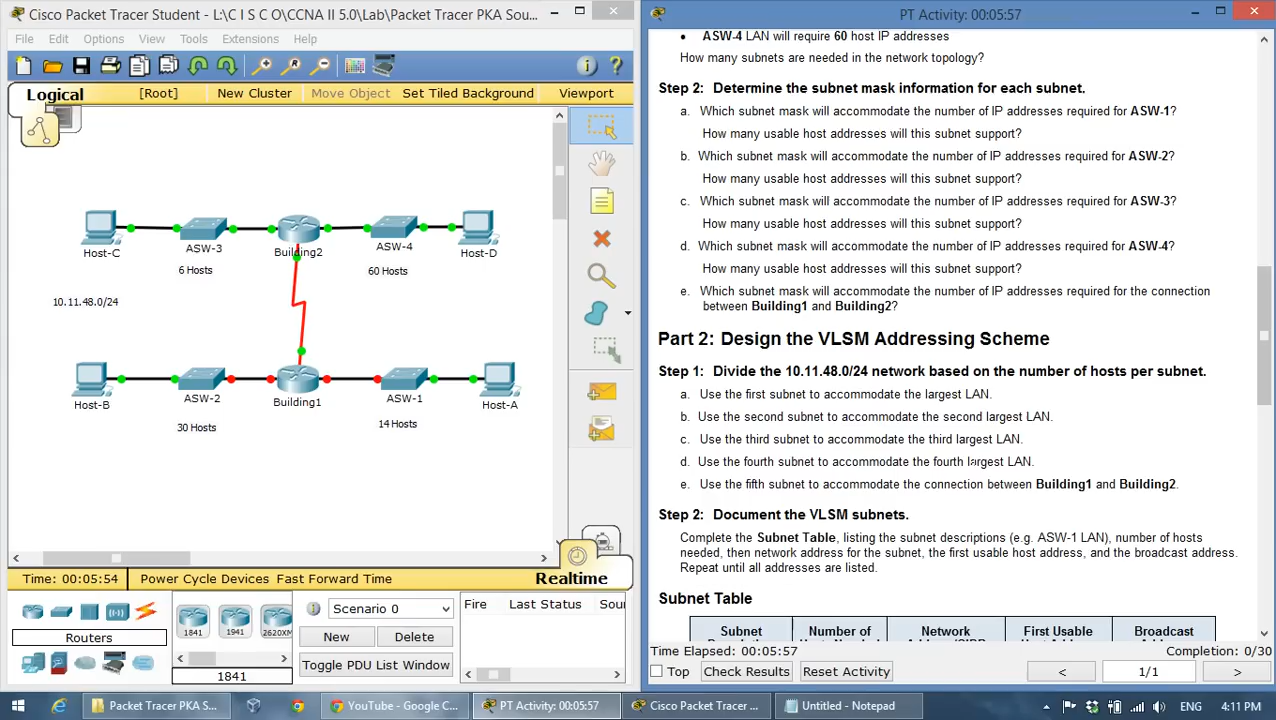 Cisco Packet Tracer Student - L:\C I S C O\CCNA II 5.0\Lab\Packet Tracer PKA Sou...
File Edit Options View Tools Extensions Help
Logical [Root] New Cluster Move Object Set Tiled Background Viewport
Host-C
ASW-3
Building2
ASW-4
Host-D
6 Hosts
60 Hosts
10.11.48.0/24
Host-B
ASW-2
Building1
ASW-1
Host-A
30 Hosts
14 Hosts
Time: 00:05:54 Power Cycle Devices Fast Forward Time Realtime
Routers
1841 1941 2620XM
1841
Scenario 0
New Delete
Toggle PDU List Window
Fire Last Status Sou
PT Activity: 00:05:57
• ASW-4 LAN will require 60 host IP addresses
How many subnets are needed in the network topology?
Step 2: Determine the subnet mask information for each subnet.
a. Which subnet mask will accommodate the number of IP addresses required for ASW-1?
How many usable host addresses will this subnet support?
b. Which subnet mask will accommodate the number of IP addresses required for ASW-2?
How many usable host addresses will this subnet support?
c. Which subnet mask will accommodate the number of IP addresses required for ASW-3?
How many usable host addresses will this subnet support?
d. Which subnet mask will accommodate the number of IP addresses required for ASW-4?
How many usable host addresses will this subnet support?
e. Which subnet mask will accommodate the number of IP addresses required for the connection
between Building1 and Building2?
Part 2: Design the VLSM Addressing Scheme
Step 1: Divide the 10.11.48.0/24 network based on the number of hosts per subnet.
a. Use the first subnet to accommodate the largest LAN.
b. Use the second subnet to accommodate the second largest LAN.
c. Use the third subnet to accommodate the third largest LAN.
d. Use the fourth subnet to accommodate the fourth largest LAN.
e. Use the fifth subnet to accommodate the connection between Building1 and Building2.
Step 2: Document the VLSM subnets.
Complete the Subnet Table, listing the subnet descriptions (e.g. ASW-1 LAN), number of hosts
needed, then network address for the subnet, the first usable host address, and the broadcast address.
Repeat until all addresses are listed.
Subnet Table
Subnet Number of Network First Usable Broadcast
Time Elapsed: 00:05:57 Completion: 0/30
Top Check Results Reset Activity < 1/1 >
Packet Tracer PKA S... YouTube - Google C... PT Activity: 00:05:57 Cisco Packet Tracer ... Untitled - Notepad ENG 4:11 PM